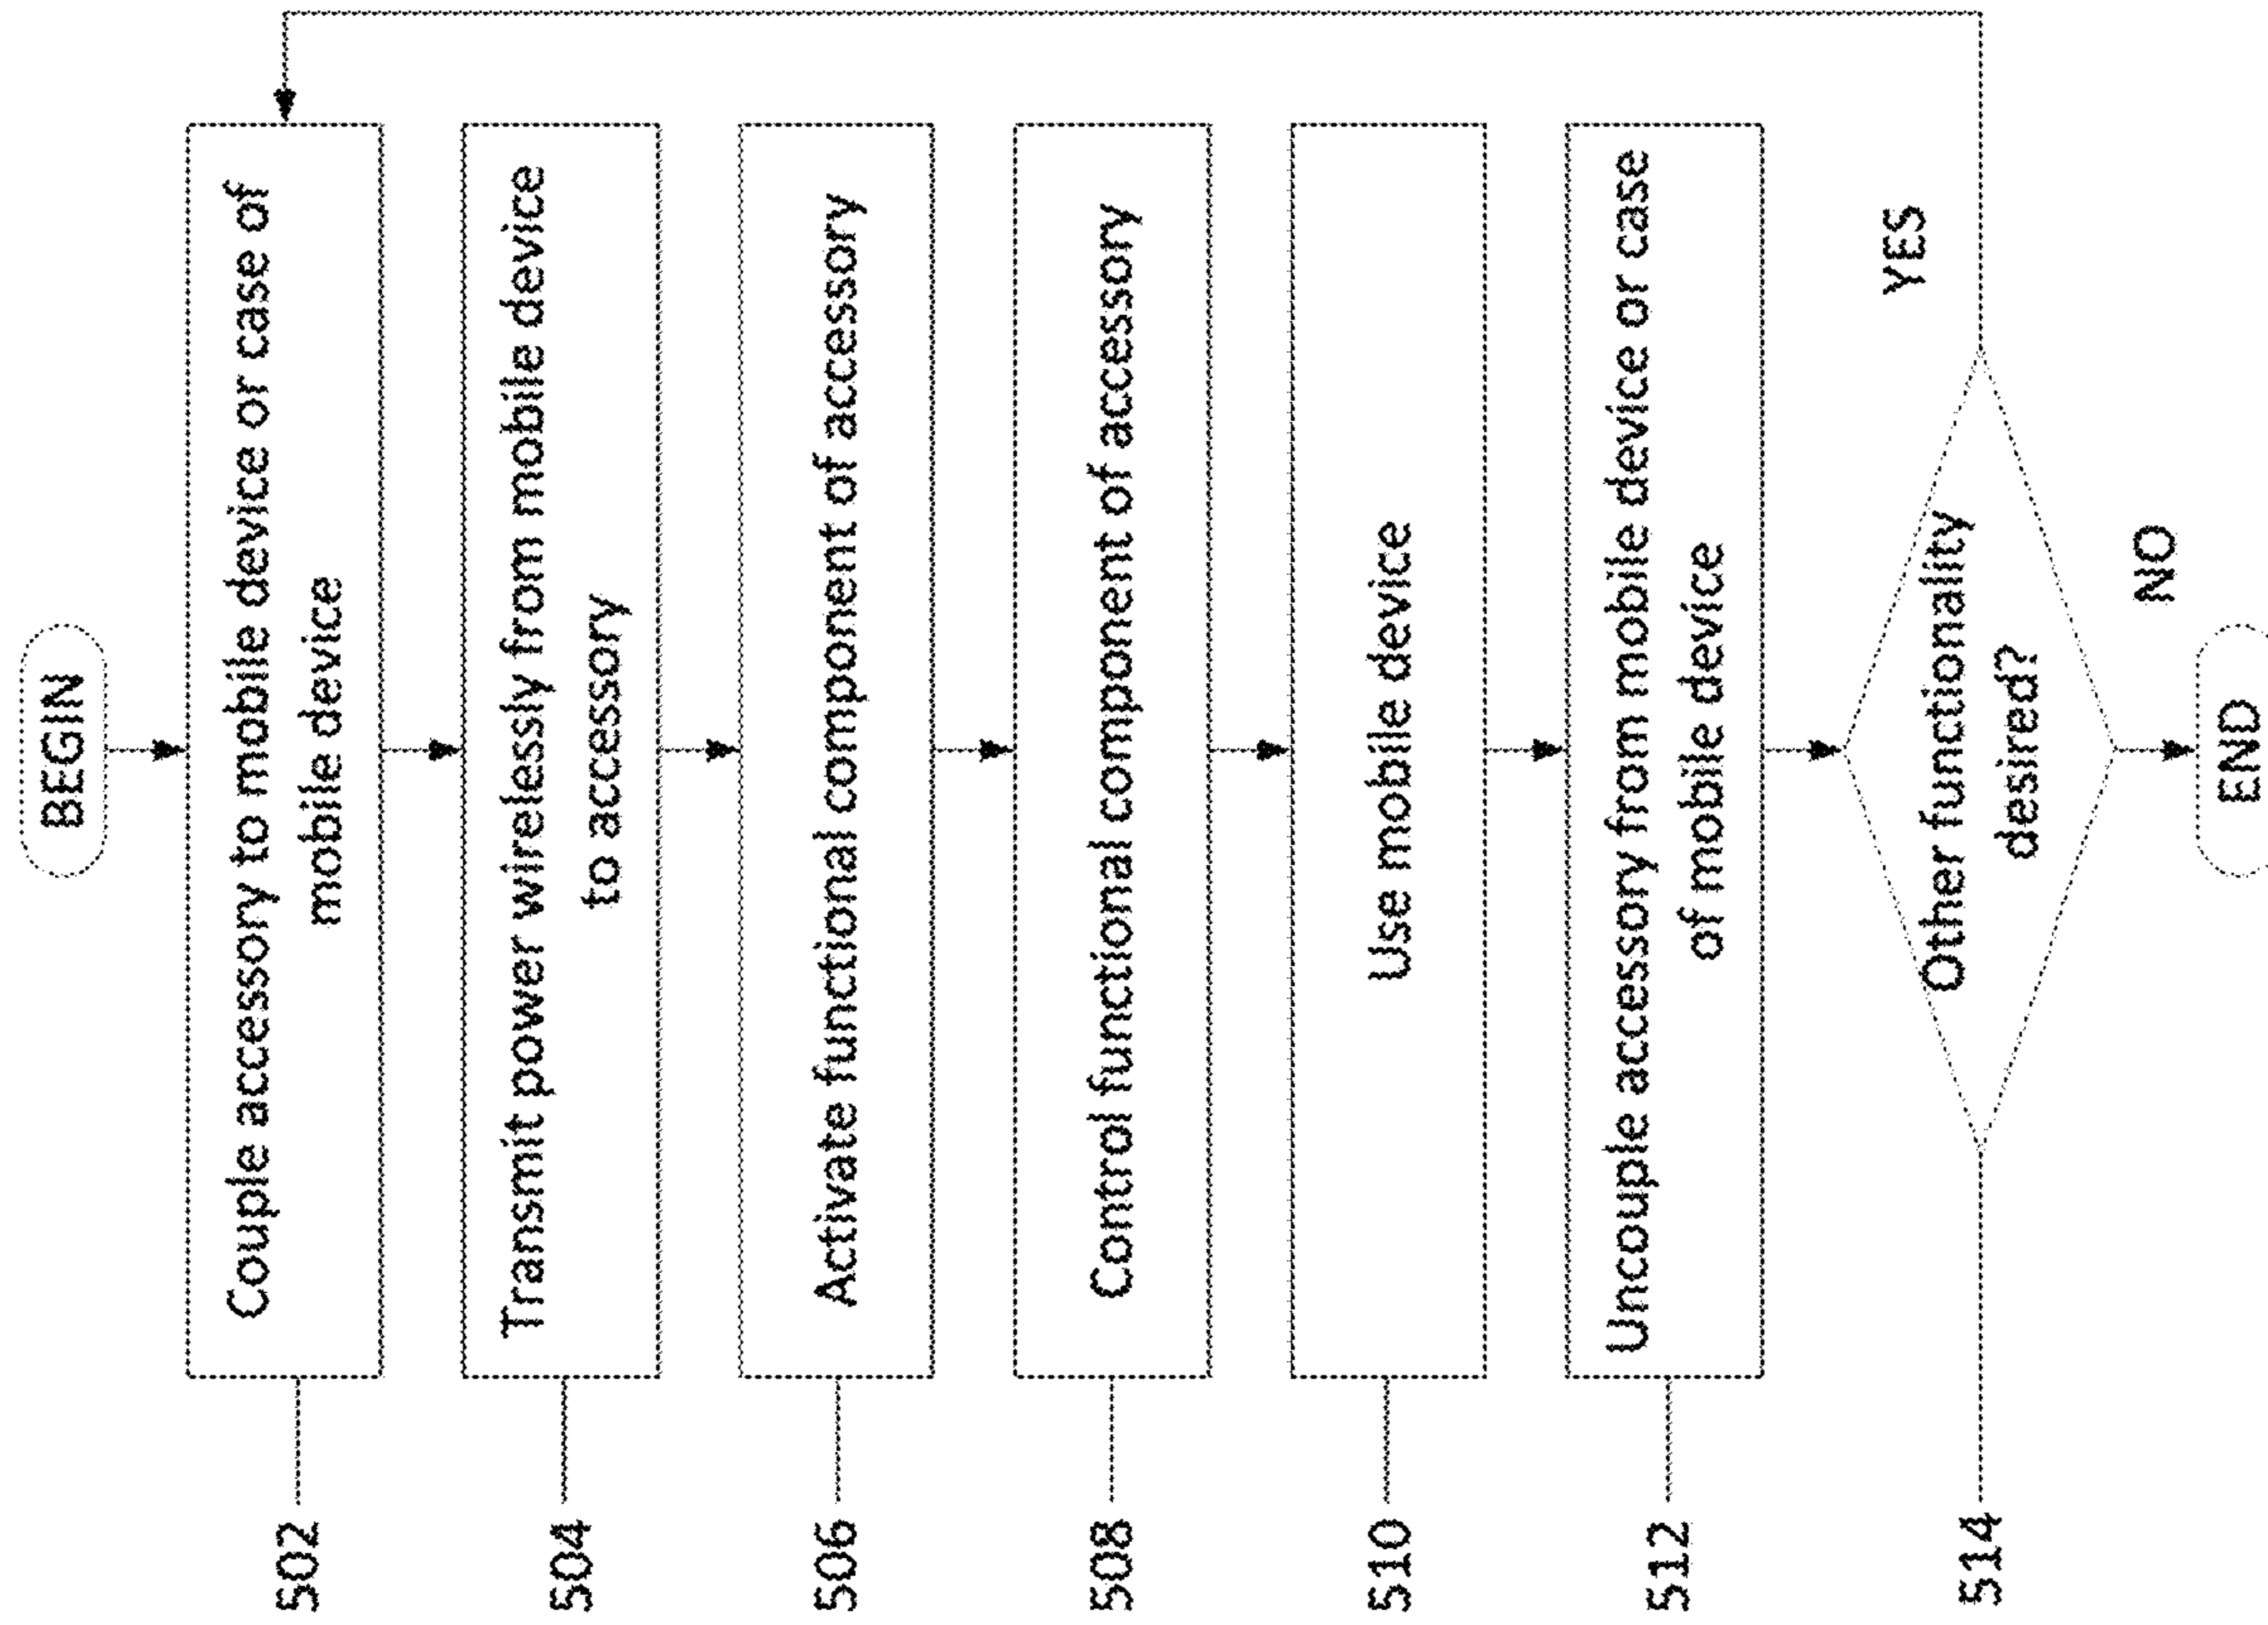 BEGIN
502
Couple accessory to mobile device or case of
mobile device
504
Transmit power wirelessly from mobile device
to accessory
506
Activate functional component of accessory
508
Control functional component of accessory
510
Use mobile device
512
Uncouple accessory from mobile device or case
of mobile device
514
Other functionality
desired?
YES
NO
END